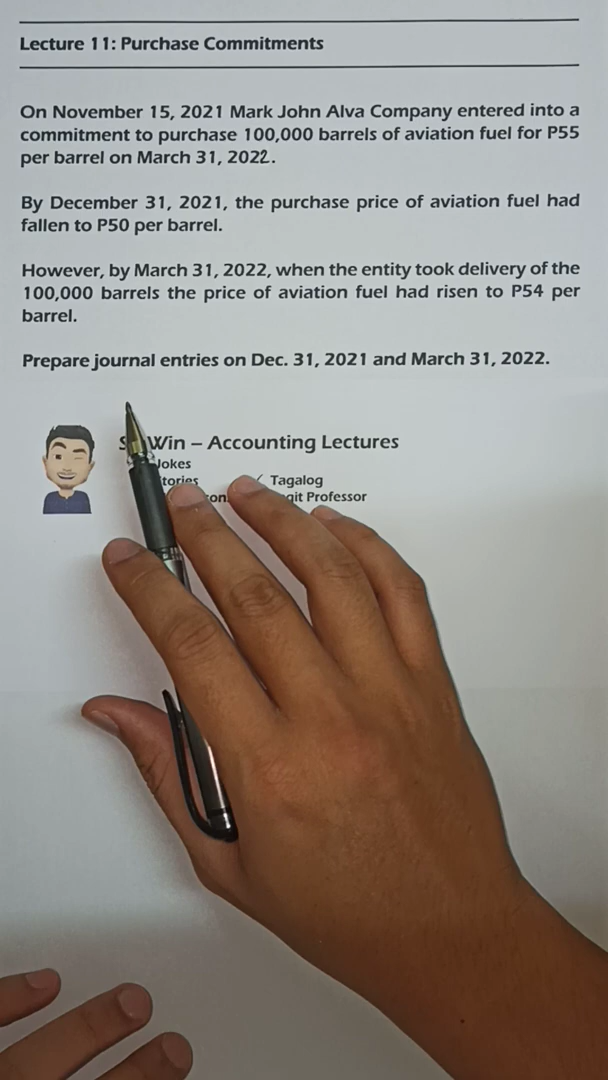 Lecture 11: Purchase Commitments
On November 15, 2021 Mark John Alva Company entered into a
commitment to purchase 100,000 barrels of aviation fuel for P55
per barrel on March 31, 2022.
By December 31, 2021, the purchase price of aviation fuel had
fallen to P50 per barrel.
However, by March 31, 2022, when the entity took delivery of the
100,000 barrels the price of aviation fuel had risen to P54 per
barrel.
Prepare journal entries on Dec. 31, 2021 and March 31, 2022.
Win – Accounting Lectures
Jokes
Tagalog
Professor